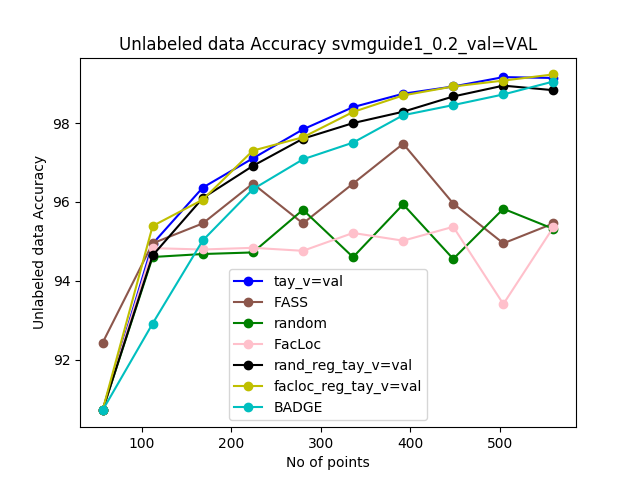 Unlabeled data Accuracy svmguide1_0.2_val=VAL
Unlabeled data Accuracy
98
96
94
92
tay_v=val
FASS
random
FacLoc
rand_reg_tay_v=val
facloc_reg_tay_v=val
BADGE
100 200 300 400 500
No of points